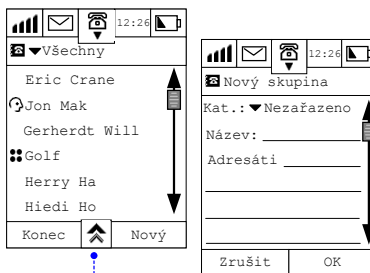 12:26
Všechny
Eric Crane
Jon Mak
Gerherdt Will
Golf
Herry Ha
Hiedi Ho
Konec Nový
12:26
Nový skupina
Kat.: Nezařazeno
Název:
Adresáti
Zrušit OK